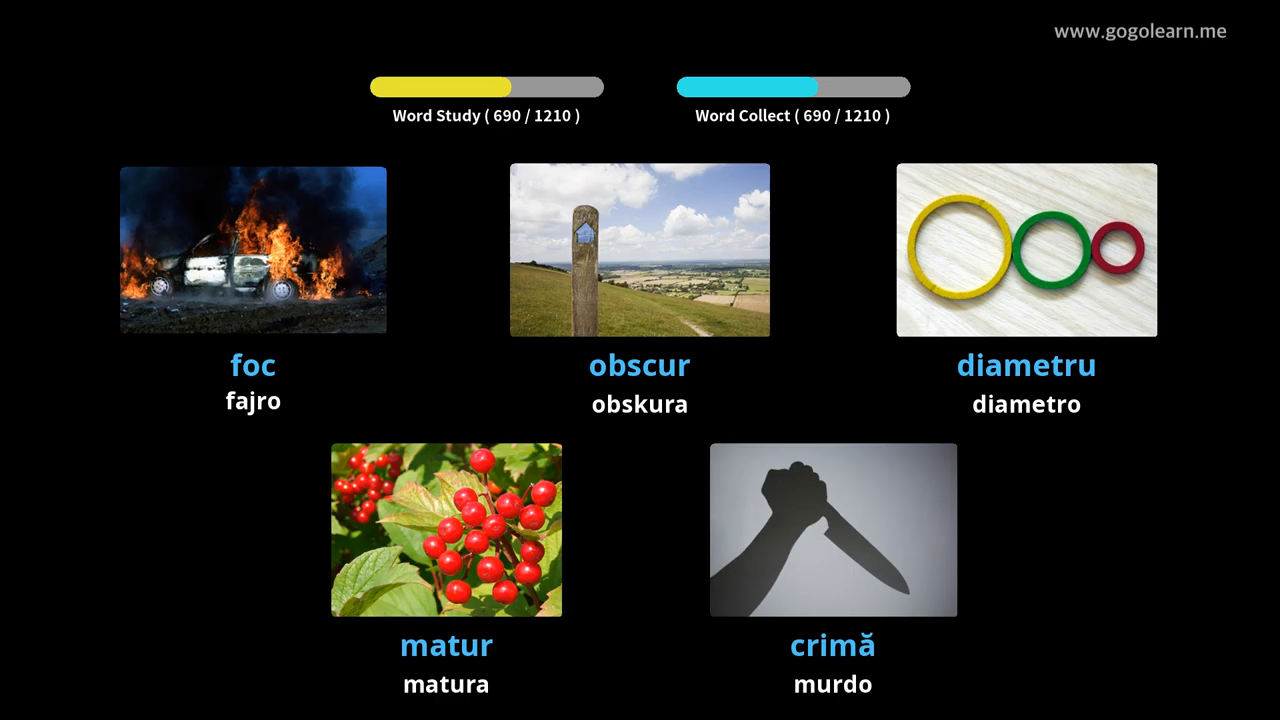 www.gogolearn.me
Word Study ( 690 / 1210 )
Word Collect ( 690 / 1210 )
foc
fajro
obscur
obskura
diametru
diametro
matur
matura
crimă
murdo